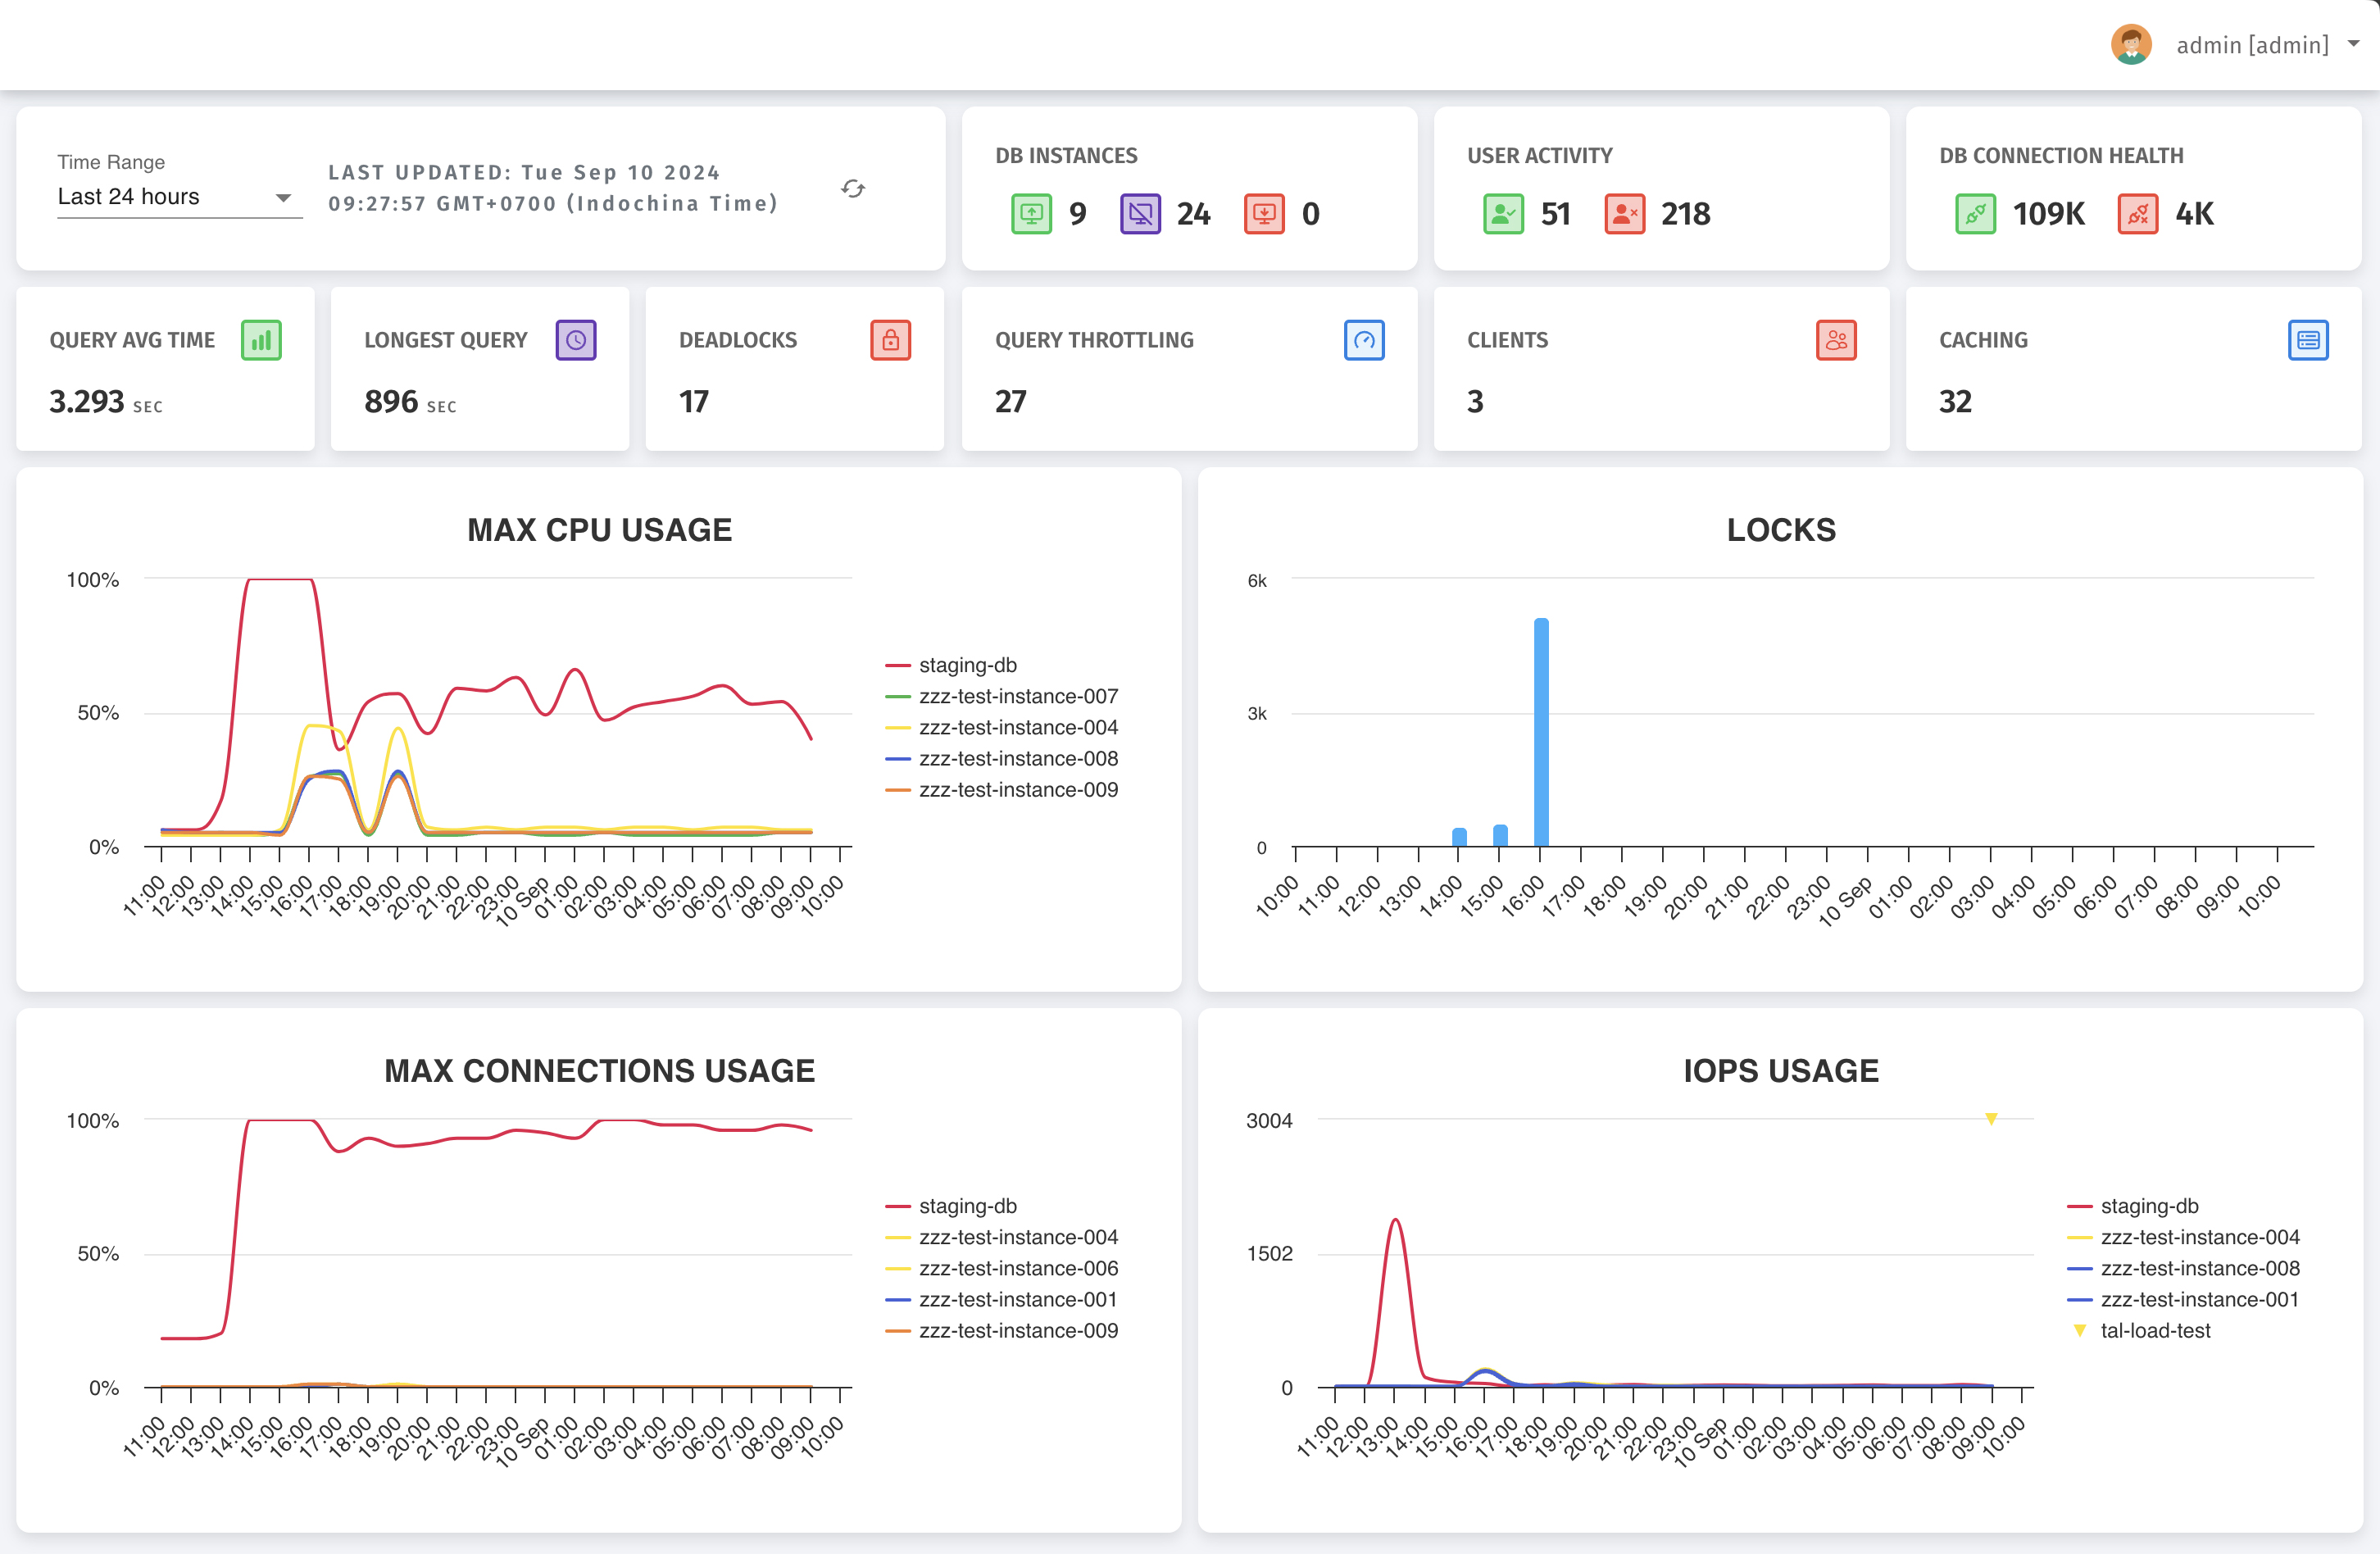 admin [admin]
Time Range
Last 24 hours
LAST UPDATED: Tue Sep 10 2024
09:27:57 GMT+0700 (Indochina Time)
DB INSTANCES
9 24 0
USER ACTIVITY
51 218
DB CONNECTION HEALTH
109K 4K
QUERY AVG TIME
3.293 SEC
LONGEST QUERY
896 SEC
DEADLOCKS
17
QUERY THROTTLING
27
CLIENTS
3
CACHING
32
MAX CPU USAGE
100%
50%
0%
11:00 12:00 13:00 14:00 15:00 16:00 17:00 18:00 19:00 20:00 21:00 22:00 23:00 10 Sep 01:00 02:00 03:00 04:00 05:00 06:00 07:00 08:00 09:00 10:00
staging-db
zzz-test-instance-007
zzz-test-instance-004
zzz-test-instance-008
zzz-test-instance-009
LOCKS
6k
3k
0
10:00 11:00 12:00 13:00 14:00 15:00 16:00 17:00 18:00 19:00 20:00 21:00 22:00 23:00 10 Sep 01:00 02:00 03:00 04:00 05:00 06:00 07:00 08:00 09:00 10:00
MAX CONNECTIONS USAGE
100%
50%
0%
11:00 12:00 13:00 14:00 15:00 16:00 17:00 18:00 19:00 20:00 21:00 22:00 23:00 10 Sep 01:00 02:00 03:00 04:00 05:00 06:00 07:00 08:00 09:00 10:00
staging-db
zzz-test-instance-004
zzz-test-instance-006
zzz-test-instance-001
zzz-test-instance-009
IOPS USAGE
3004
1502
0
11:00 12:00 13:00 14:00 15:00 16:00 17:00 18:00 19:00 20:00 21:00 22:00 23:00 10 Sep 01:00 02:00 03:00 04:00 05:00 06:00 07:00 08:00 09:00 10:00
staging-db
zzz-test-instance-004
zzz-test-instance-008
zzz-test-instance-001
tal-load-test